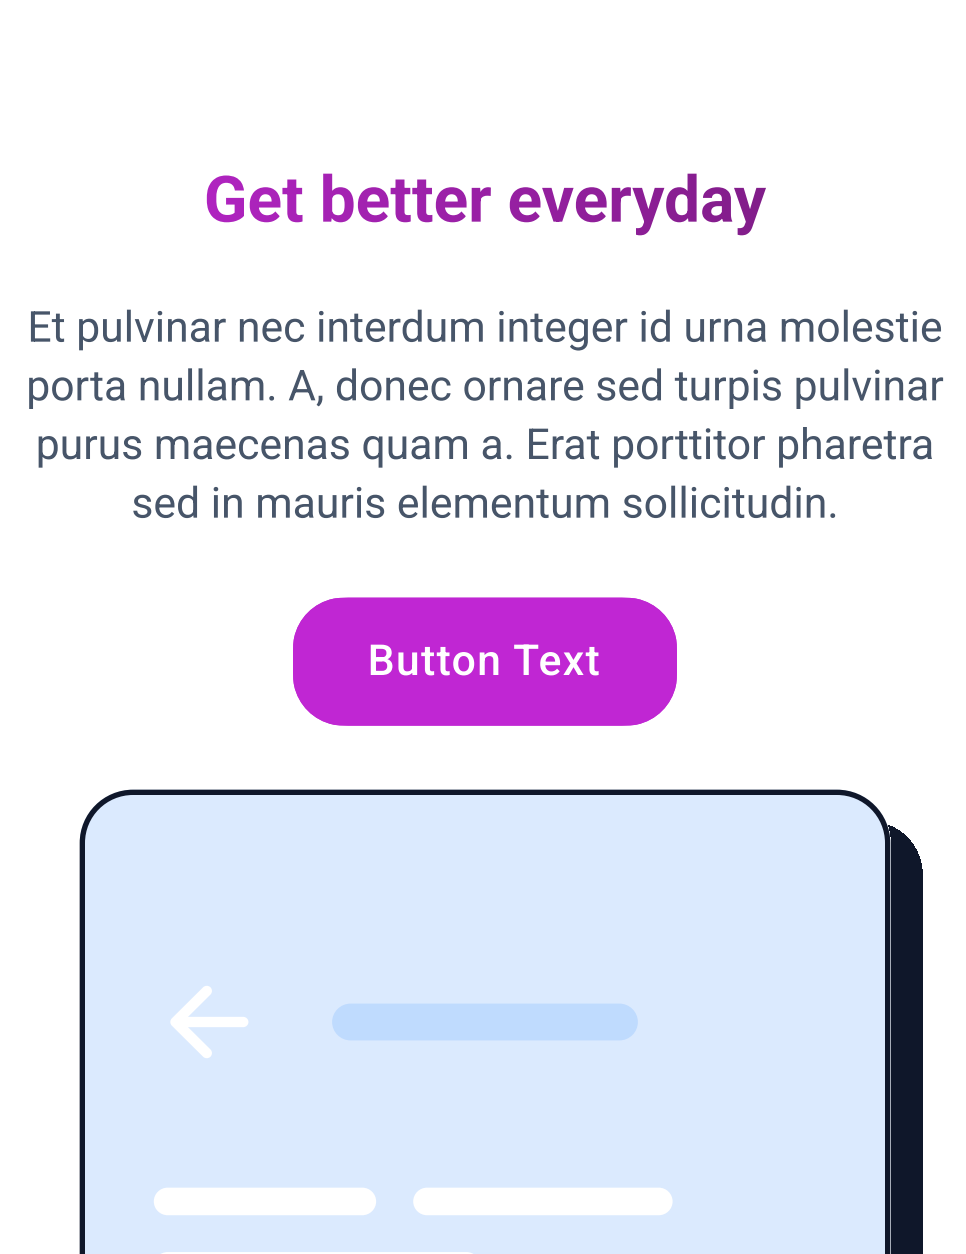 Get better everyday
Et pulvinar nec interdum integer id urna molestie
porta nullam. A, donec ornare sed turpis pulvinar
purus maecenas quam a. Erat porttitor pharetra
sed in mauris elementum sollicitudin.
Button Text